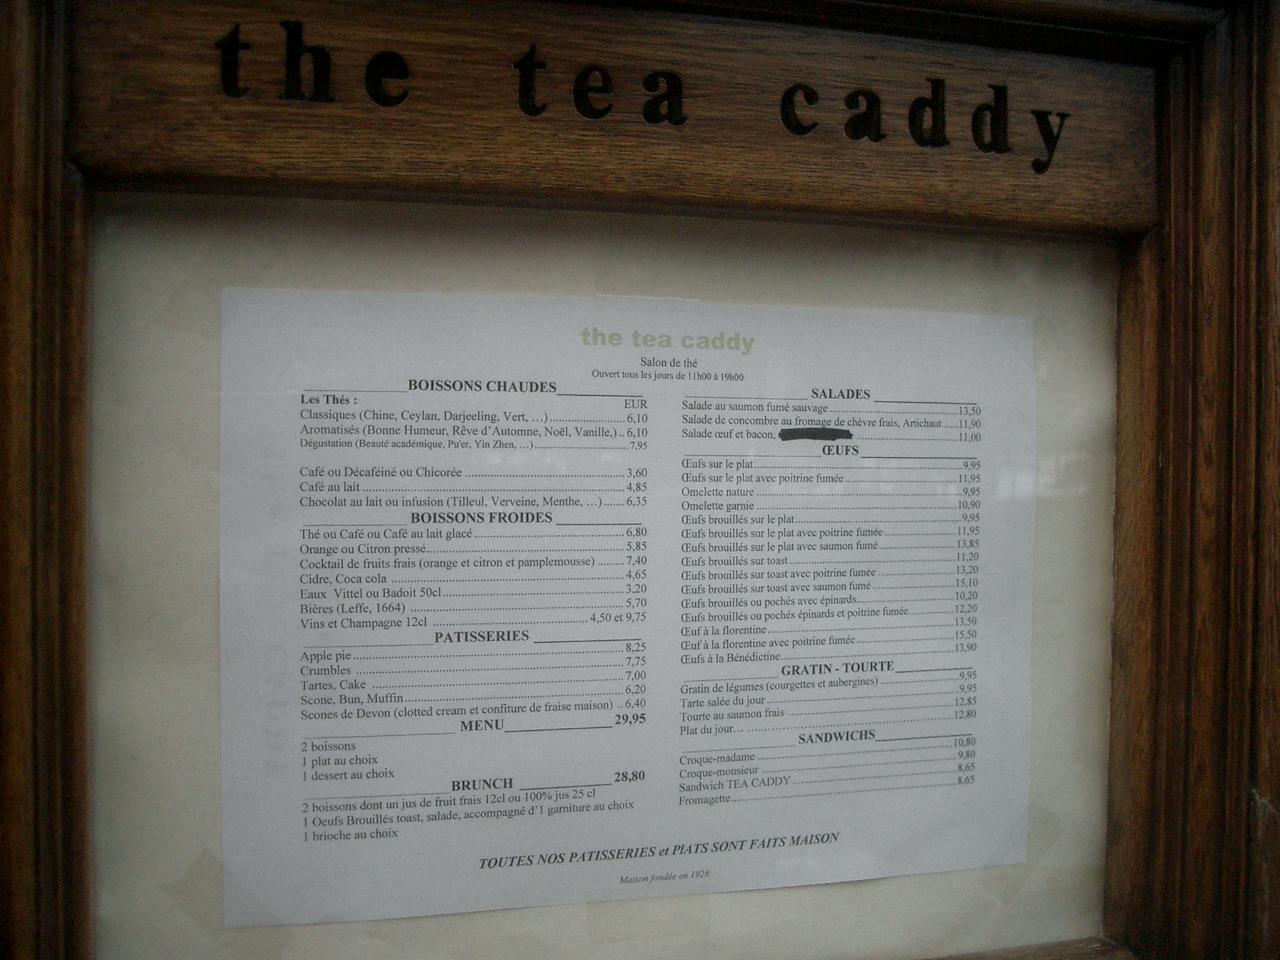 the tea caddy
the tea caddy
Salon de thé
Ouvert tous les jours de 11h00 à 19h00
BOISSONS CHAUDES
Les Thés : EUR
Classiques (Chine, Ceylan, Darjeeling, Vert, …) 6,10
Aromatisés (Bonne Humeur, Rêve d'Automne, Noël, Vanille,) 6,10
Dégustation (Beauté académique, Pu'er, Yin Zhen, …) 7,95
Café ou Décaféiné ou Chicorée 3,60
Café au lait 4,85
Chocolat au lait ou infusion (Tilleul, Verveine, Menthe, …) 6,35
BOISSONS FROIDES
Thé ou Café ou Café au lait glacé 6,80
Orange ou Citron pressé 5,85
Cocktail de fruits frais (orange et citron et pamplemousse) 7,40
Cidre, Coca cola 4,65
Eaux Vittel ou Badoit 50cl 3,20
Bières (Leffe, 1664) 5,70
Vins et Champagne 12cl 4,50 et 9,75
PATISSERIES
Apple pie 8,25
Crumbles 7,75
Tartes, Cake 7,00
Scone, Bun, Muffin 6,20
Scones de Devon (clotted cream et confiture de fraise maison) 6,40
MENU 29,95
2 boissons
1 plat au choix
1 dessert au choix
BRUNCH 28,80
2 boissons dont un jus de fruit frais 12cl ou 100% jus 25 cl
1 Oeufs Brouillés toast, salade, accompagné d'1 garniture au choix
1 brioche au choix
SALADES
Salade au saumon fumé sauvage 13,50
Salade de concombre au fromage de chèvre frais, Artichaut 11,90
Salade œuf et bacon, 11,00
ŒUFS
Œufs sur le plat 9,95
Œufs sur le plat avec poitrine fumée 11,95
Omelette nature 9,95
Omelette garnie 10,90
Œufs brouillés sur le plat 9,95
Œufs brouillés sur le plat avec poitrine fumée 11,95
Œufs brouillés sur le plat avec saumon fumé 13,85
Œufs brouillés sur toast 11,20
Œufs brouillés sur toast avec poitrine fumée 13,20
Œufs brouillés sur toast avec saumon fumé 15,10
Œufs brouillés ou pochés avec épinards 10,20
Œufs brouillés ou pochés épinards et poitrine fumée 12,20
Œuf à la florentine 13,50
Œuf à la florentine avec poitrine fumée 15,50
Œufs à la Bénédictine 13,90
GRATIN - TOURTE
Gratin de légumes (courgettes et aubergines) 9,95
Tarte salée du jour 9,95
Tourte au saumon frais 12,85
Plat du jour 12,80
SANDWICHS
Croque-madame 10,80
Croque-monsieur 9,80
Sandwich TEA CADDY 8,65
Fromagette 8,65
TOUTES NOS PATISSERIES et PLATS SONT FAITS MAISON
Maison fondée en 1928